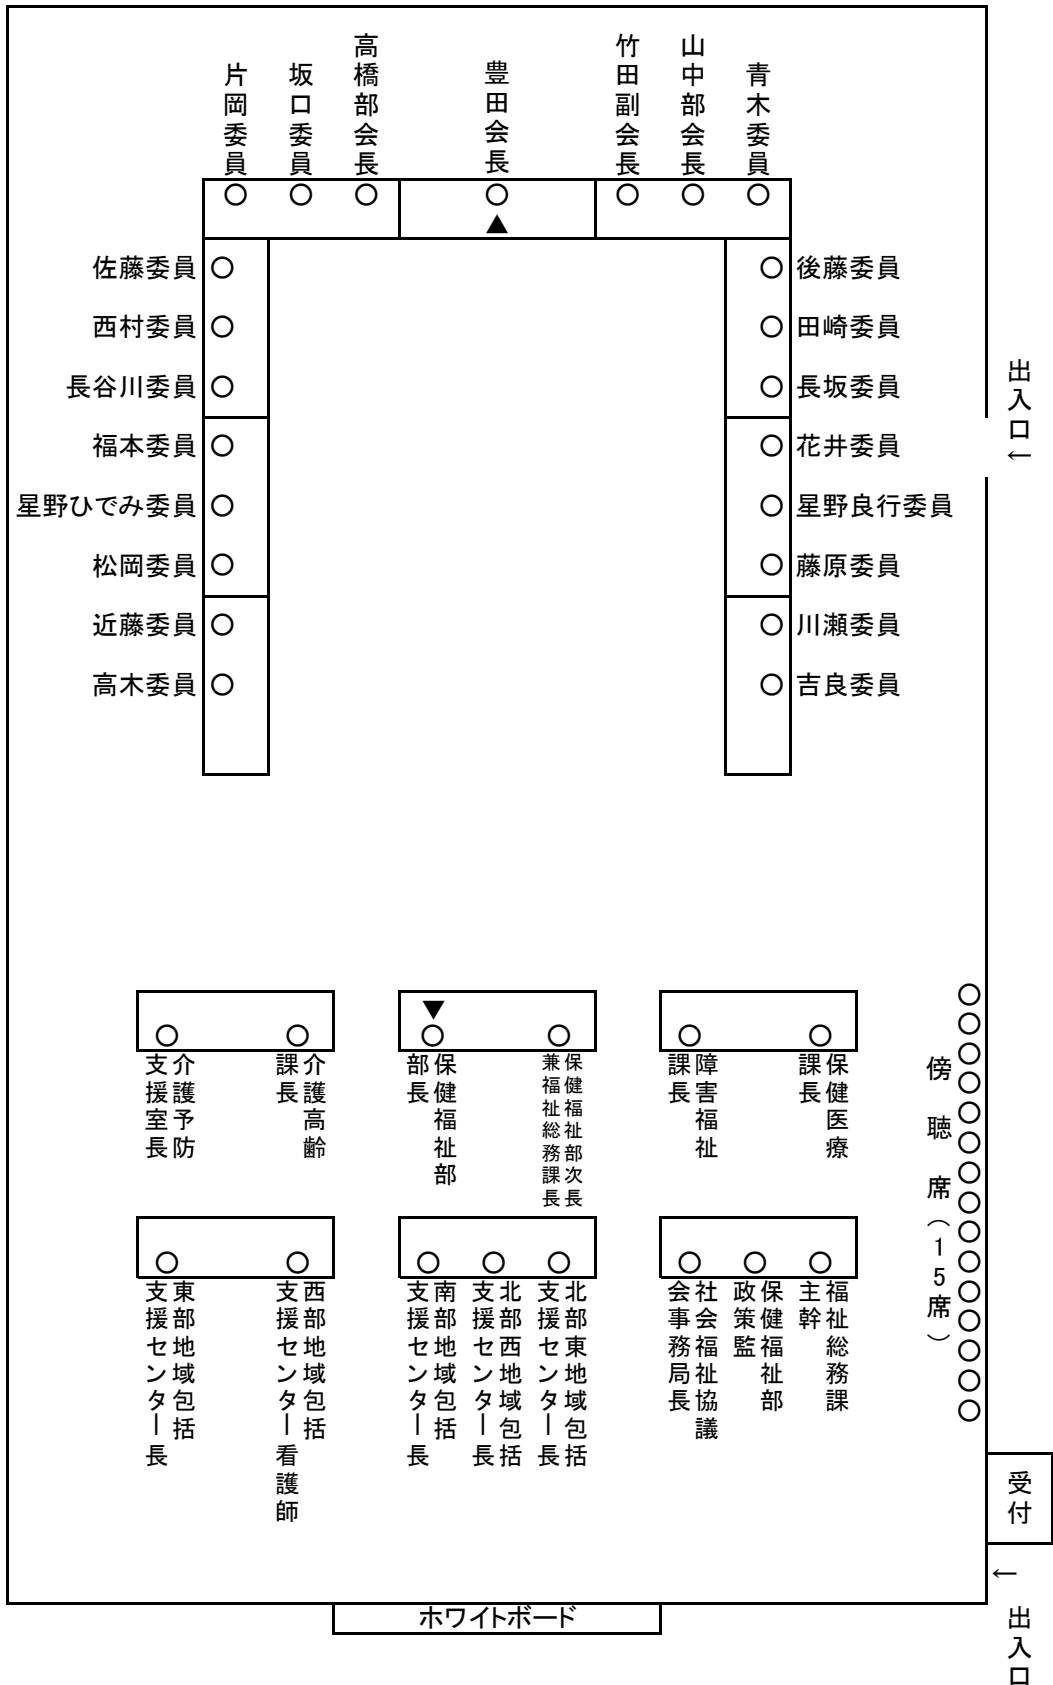 片岡委員
坂口委員
高橋部会長
豊田会長
竹田副会長
山中部会長
青木委員
▲
佐藤委員
後藤委員
西村委員
田崎委員
長谷川委員
長坂委員
福本委員
花井委員
星野ひでみ委員
星野良行委員
松岡委員
藤原委員
近藤委員
川瀬委員
高木委員
吉良委員
出入口←
▼
介護予防
支援室長
介護高齢
課長
保健福祉部
部長
保健福祉部次長
兼福祉総務課長
障害福祉
課長
保健医療
課長
傍聴席(15席)
東部地域包括
支援センター長
西部地域包括
支援センター看護師
南部地域包括
支援センター長
北部西地域包括
支援センター長
北部東地域包括
支援センター長
社会福祉協議
会事務局長
保健福祉部
政策監
福祉総務課
主幹
受付
←
出入口
ホワイトボード